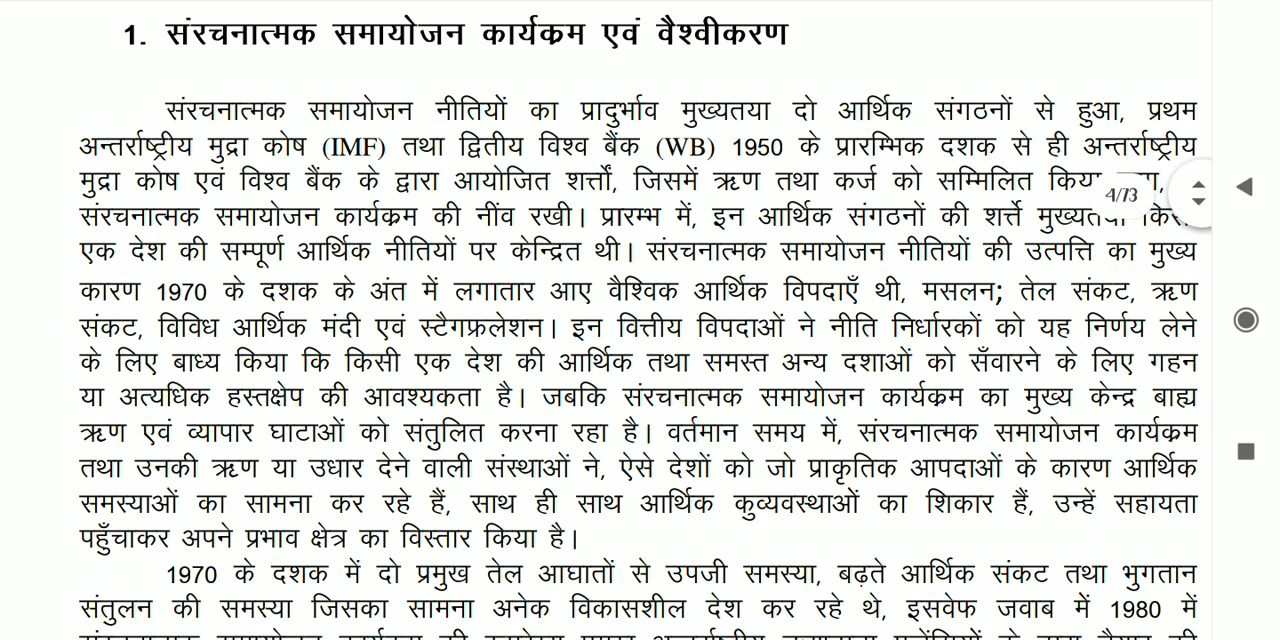 1. संरचनात्मक समायोजन कार्यक्रम एवं वैश्वीकरण
संरचनात्मक समायोजन नीतियों का प्रादुर्भाव मुख्यतया दो आर्थिक संगठनों से हुआ, प्रथम
अन्तर्राष्ट्रीय मुद्रा कोष (IMF) तथा द्वितीय विश्व बैंक (WB) 1950 के प्रारम्भिक दशक से ही अन्तर्राष्ट्रीय
मुद्रा कोष एवं विश्व बैंक के द्वारा आयोजित शर्त्तों, जिसमें ऋण तथा कर्ज को सम्मिलित
4/73
संरचनात्मक समायोजन कार्यक्रम की नींव रखी। प्रारम्भ में, इन आर्थिक संगठनों की शर्त्ते
एक देश की सम्पूर्ण आर्थिक नीतियों पर केन्द्रित थी। संरचनात्मक समायोजन नीतियों की उत्पत्ति का मुख्य
कारण 1970 के दशक के अंत में लगातार आए वैश्विक आर्थिक विपदाएँ थी, मसलन; तेल संकट, ऋण
संकट, विविध आर्थिक मंदी एवं स्टैगफ्रलेशन। इन वित्तीय विपदाओं ने नीति निर्धारकों को यह निर्णय लेने
के लिए बाध्य किया कि किसी एक देश की आर्थिक तथा समस्त अन्य दशाओं को सँवारने के लिए गहन
या अत्यधिक हस्तक्षेप की आवश्यकता है। जबकि संरचनात्मक समायोजन कार्यक्रम का मुख्य केन्द्र बाह्य
ऋण एवं व्यापार घाटाओं को संतुलित करना रहा है। वर्तमान समय में, संरचनात्मक समायोजन कार्यक्रम
तथा उनकी ऋण या उधार देने वाली संस्थाओं ने, ऐसे देशों को जो प्राकृतिक आपदाओं के कारण आर्थिक
समस्याओं का सामना कर रहे हैं, साथ ही साथ आर्थिक कुव्यवस्थाओं का शिकार हैं, उन्हें सहायता
पहुँचाकर अपने प्रभाव क्षेत्र का विस्तार किया है।
1970 के दशक में दो प्रमुख तेल आघातों से उपजी समस्या, बढ़ते आर्थिक संकट तथा भुगतान
संतुलन की समस्या जिसका सामना अनेक विकासशील देश कर रहे थे, इसवेफ जवाब में 1980 में